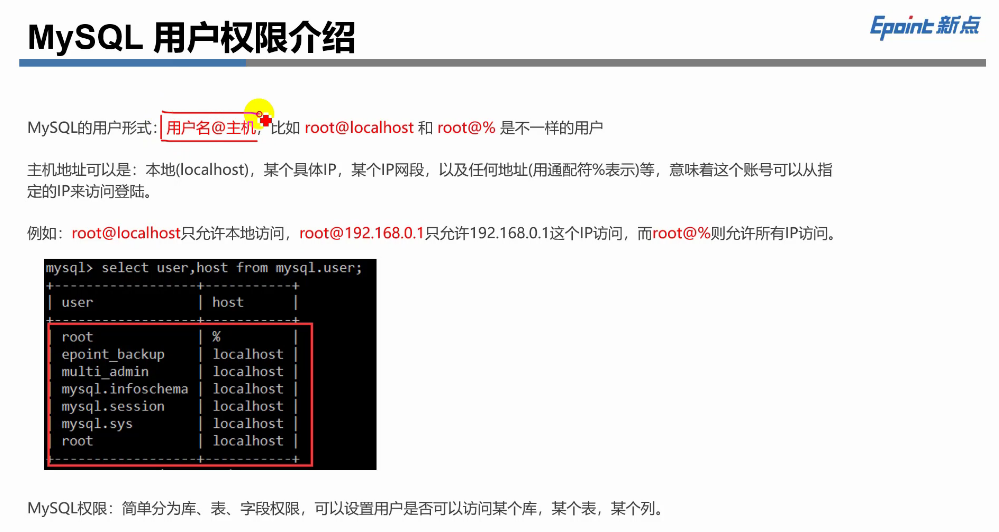 MySQL 用户权限介绍
Epoint 新点
MySQL的用户形式：用户名@主机，比如 root@localhost 和 root@% 是不一样的用户
主机地址可以是：本地(localhost)，某个具体IP，某个IP网段，以及任何地址(用通配符%表示)等，意味着这个账号可以从指
定的IP来访问登陆。
例如：root@localhost只允许本地访问，root@192.168.0.1只允许192.168.0.1这个IP访问，而root@%则允许所有IP访问。
mysql> select user,host from mysql.user;
+------------------+-----------+
| user | host |
+------------------+-----------+
| root | % |
| epoint_backup | localhost |
| multi_admin | localhost |
| mysql.infoschema | localhost |
| mysql.session | localhost |
| mysql.sys | localhost |
| root | localhost |
+------------------+-----------+
MySQL权限：简单分为库、表、字段权限，可以设置用户是否可以访问某个库，某个表，某个列。